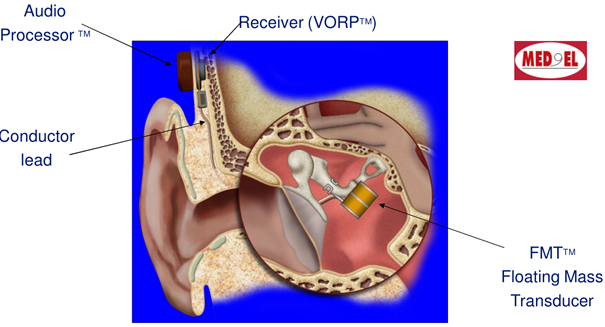 Audio
Processor TM
Receiver (VORP™)
MED°EL
Conductor
lead
FMT™
Floating Mass
Transducer